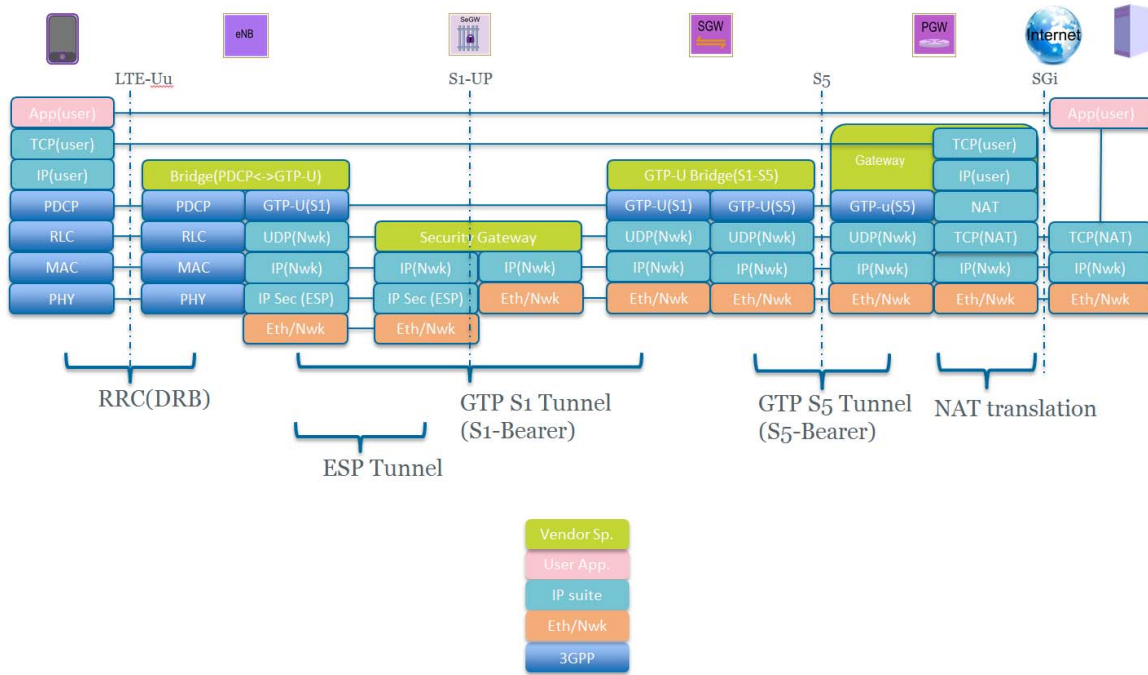 eNB
SeGW
SGW
PGW
Internet
LTE-Uu
S1-UP
S5
SGi
App(user)
App(user)
TCP(user)
Gateway
TCP(user)
IP(user)
Bridge(PDCP<->GTP-U)
GTP-U Bridge(S1-S5)
IP(user)
PDCP
PDCP
GTP-U(S1)
GTP-U(S1)
GTP-U(S5)
GTP-u(S5)
NAT
RLC
RLC
UDP(Nwk)
Security Gateway
UDP(Nwk)
UDP(Nwk)
UDP(Nwk)
TCP(NAT)
TCP(NAT)
MAC
MAC
IP(Nwk)
IP(Nwk)
IP(Nwk)
IP(Nwk)
IP(Nwk)
IP(Nwk)
IP(Nwk)
IP(Nwk)
PHY
PHY
IP Sec (ESP)
IP Sec (ESP)
Eth/Nwk
Eth/Nwk
Eth/Nwk
Eth/Nwk
Eth/Nwk
Eth/Nwk
Eth/Nwk
Eth/Nwk
RRC(DRB)
GTP S1 Tunnel
(S1-Bearer)
GTP S5 Tunnel
(S5-Bearer)
NAT translation
ESP Tunnel
Vendor Sp.
User App.
IP suite
Eth/Nwk
3GPP